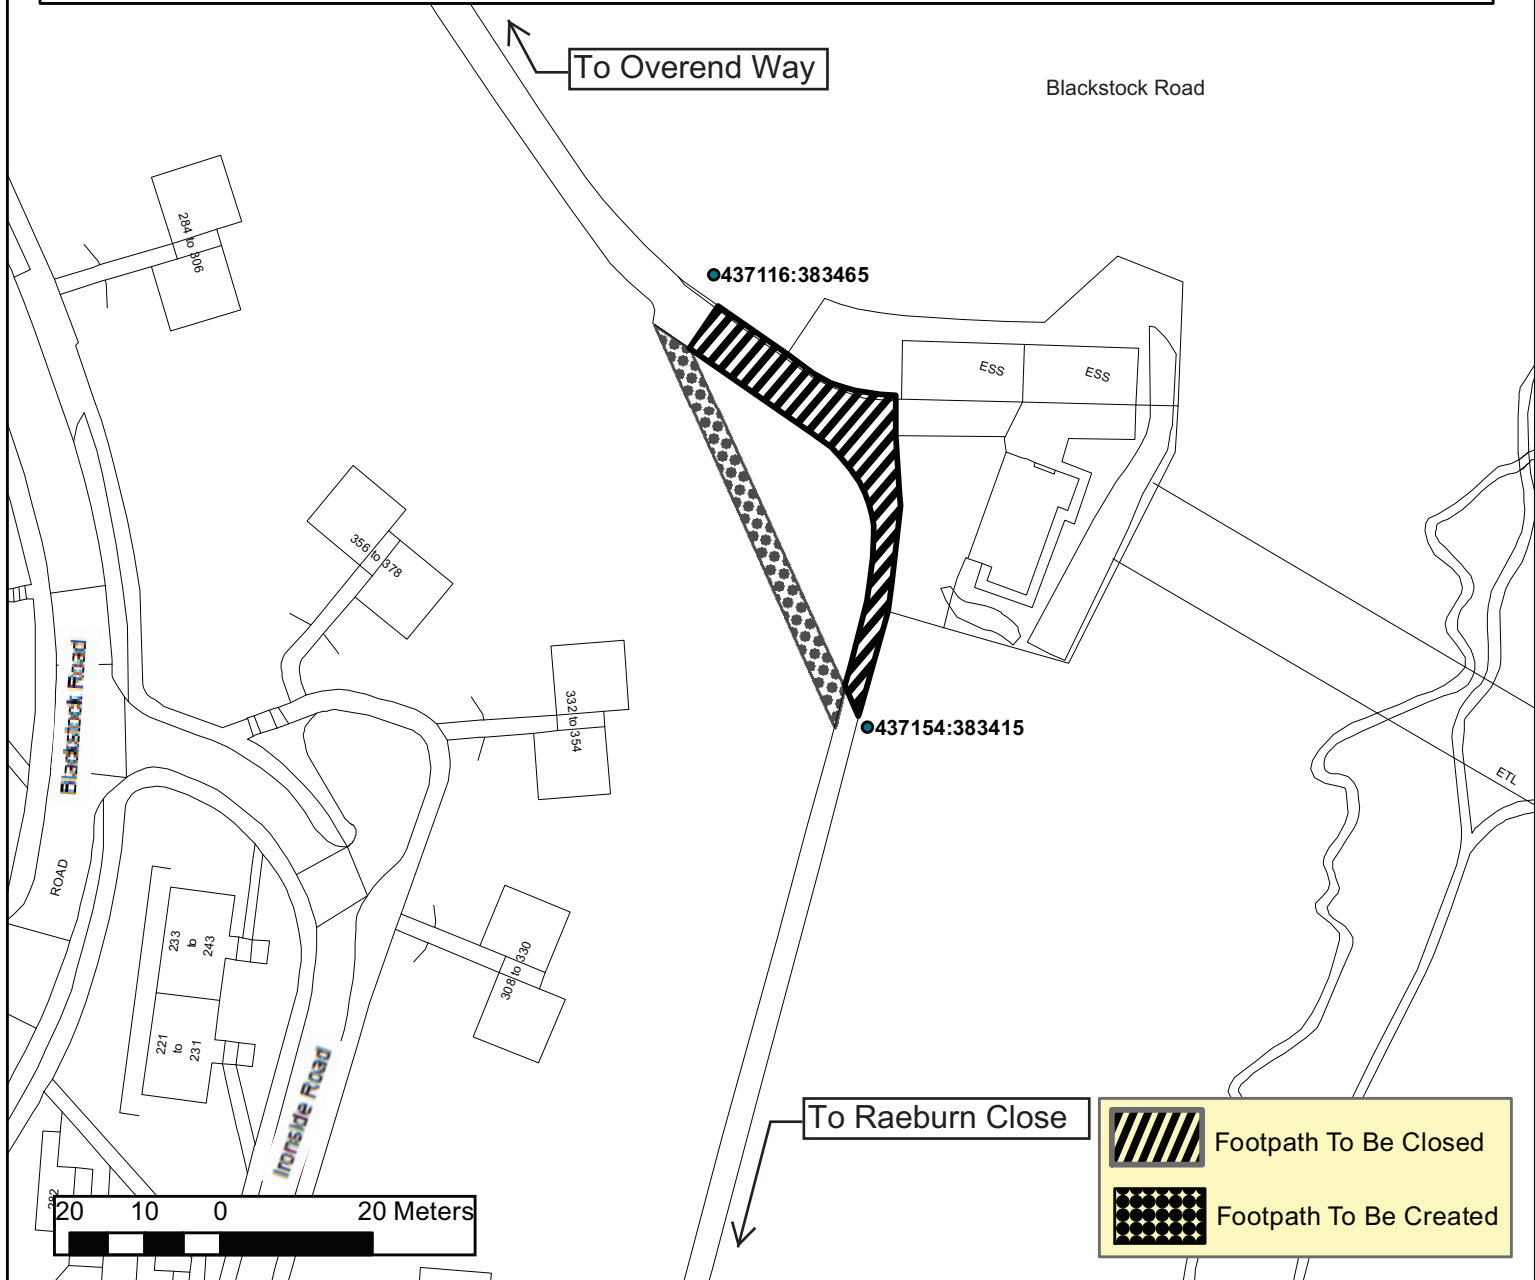 To Overend Way
Blackstock Road
284 to 306
437116:383465
ESS
ESS
356 to 378
Blackstock Road
332 to 354
437154:383415
ETL
ROAD
233
to
243
308 to 330
221
to
231
Ironside Road
To Raeburn Close
Footpath To Be Closed
282
20 10 0 20 Meters
Footpath To Be Created